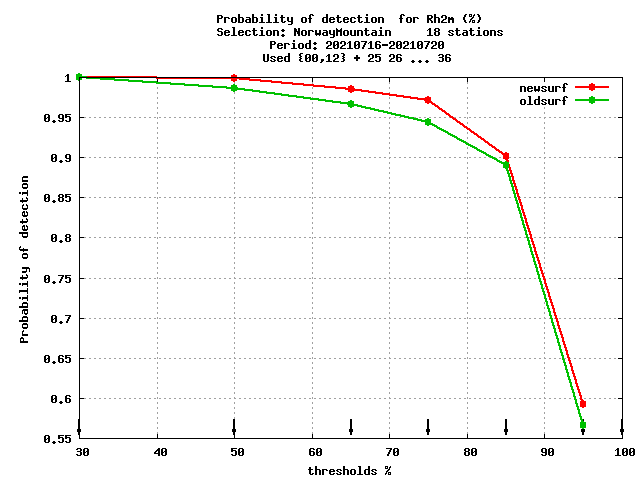 Probability of detection  for Rh2m (%)
Selection: NorwayMountain     18 stations
Period: 20210716-20210720
Used {00,12} + 25 26 ... 36
newsurf
oldsurf
Probability of detection
1
0.95
0.9
0.85
0.8
0.75
0.7
0.65
0.6
0.55
30 40 50 60 70 80 90 100
thresholds %